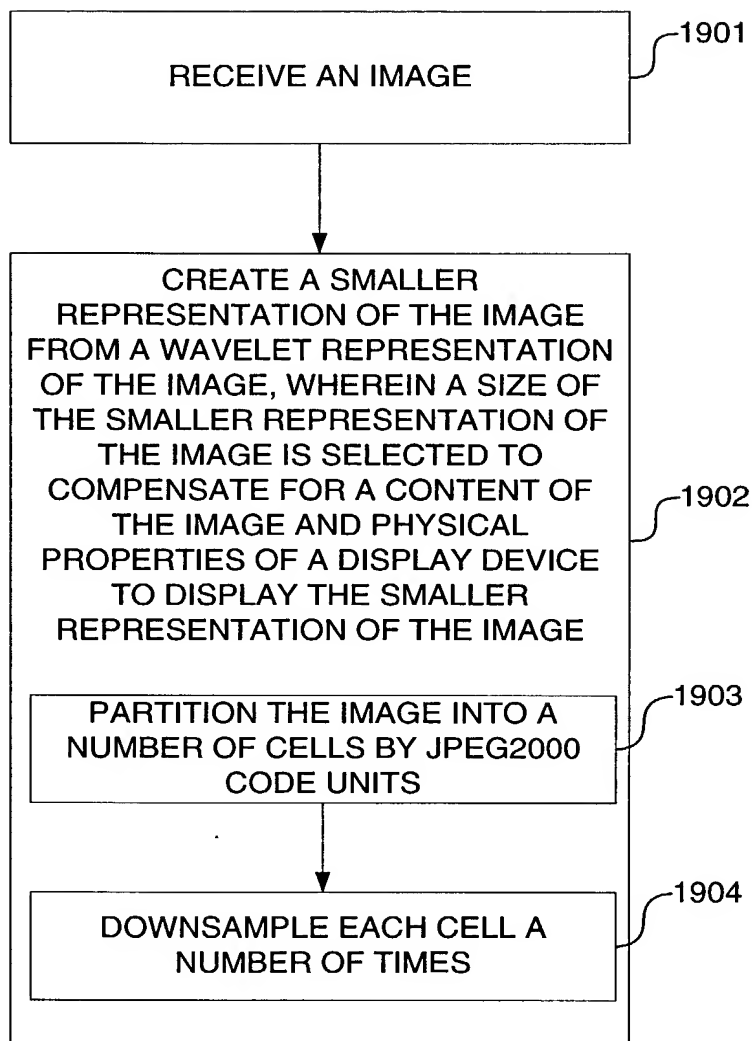 1901
RECEIVE AN IMAGE
CREATE A SMALLER
REPRESENTATION OF THE IMAGE
FROM A WAVELET REPRESENTATION
OF THE IMAGE, WHEREIN A SIZE OF
THE SMALLER REPRESENTATION OF
THE IMAGE IS SELECTED TO
COMPENSATE FOR A CONTENT OF
THE IMAGE AND PHYSICAL
PROPERTIES OF A DISPLAY DEVICE
TO DISPLAY THE SMALLER
REPRESENTATION OF THE IMAGE
1902
1903
PARTITION THE IMAGE INTO A
NUMBER OF CELLS BY JPEG2000
CODE UNITS
1904
DOWNSAMPLE EACH CELL A
NUMBER OF TIMES